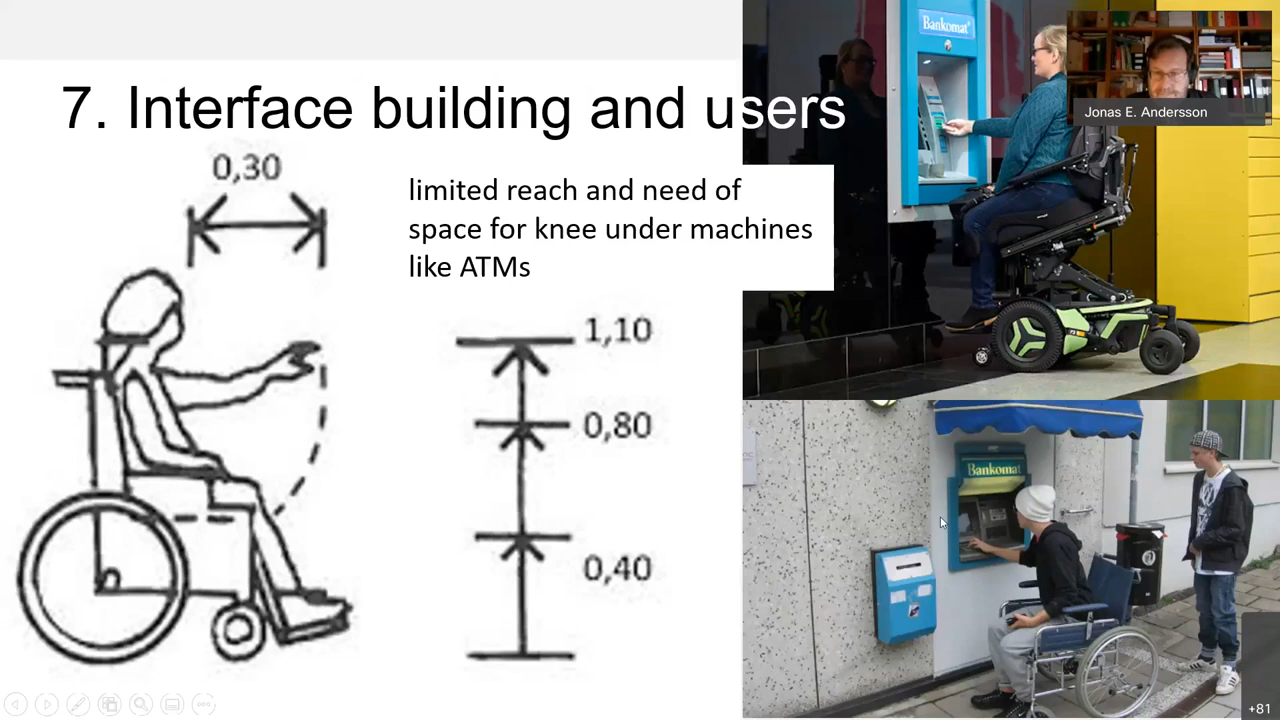 7. Interface building and users
0,30
limited reach and need of
space for knee under machines
like ATMs
1,10
0,80
0,40
Bankomat
Jonas E. Andersson
Bankomat
+81